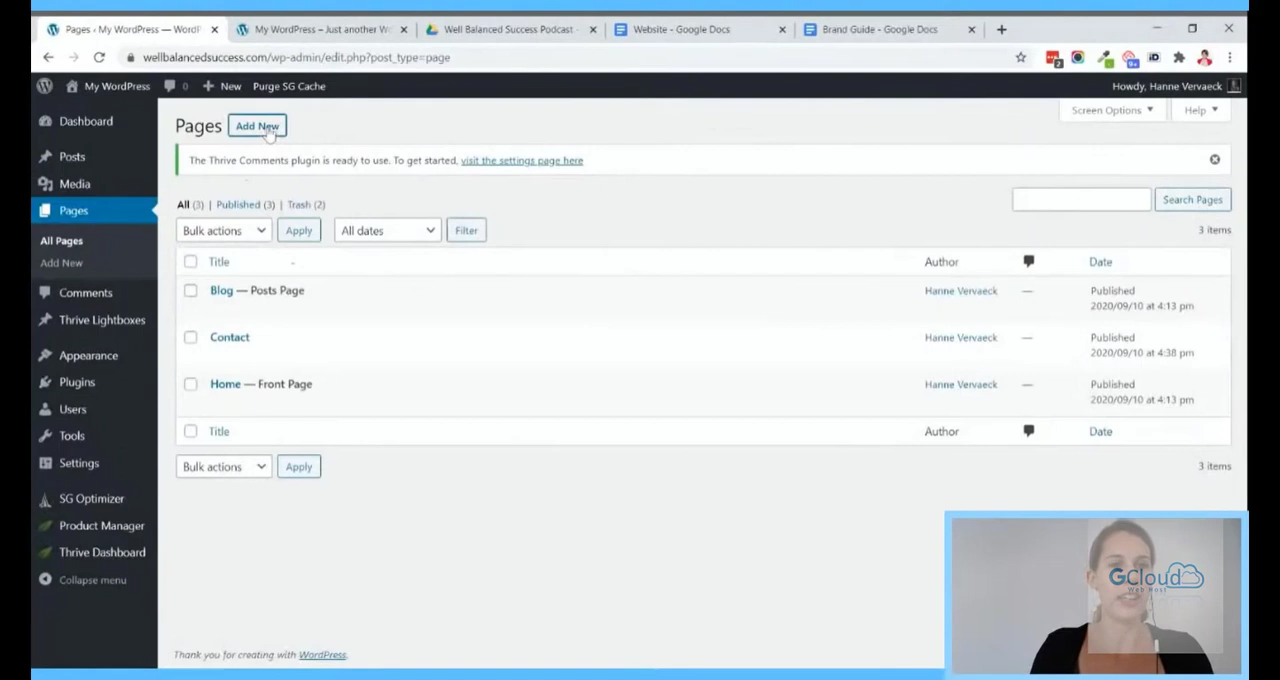 Pages ‹ My WordPress — WordP
My WordPress – Just another W
Well Balanced Success Podcast -
Website - Google Docs
Brand Guide - Google Docs
wellbalancedsuccess.com/wp-admin/edit.php?post_type=page
My WordPress 0 New Purge SG Cache
Howdy, Hanne Vervaeck
Dashboard
Posts
Media
Pages
All Pages
Add New
Comments
Thrive Lightboxes
Appearance
Plugins
Users
Tools
Settings
SG Optimizer
Product Manager
Thrive Dashboard
Collapse menu
Screen Options Help
Pages Add New
The Thrive Comments plugin is ready to use. To get started, visit the settings page here
All (3) | Published (3) | Trash (2)
Search Pages
Bulk actions Apply All dates Filter
3 items
Title Author Date
Blog — Posts Page Hanne Vervaeck — Published
2020/09/10 at 4:13 pm
Contact Hanne Vervaeck — Published
2020/09/10 at 4:38 pm
Home — Front Page Hanne Vervaeck — Published
2020/09/10 at 4:13 pm
Title Author Date
Bulk actions Apply
3 items
Thank you for creating with WordPress.
GCloud
Web Host